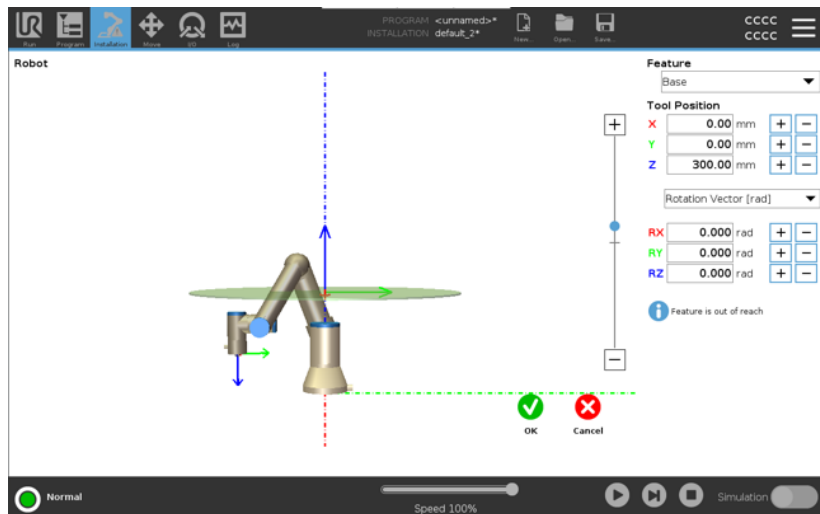 UR
PROGRAM <unnamed>*
INSTALLATION default_2*
CCCC
CCCC
Run
Program
Installation
Move
I/O
Log
New...
Open...
Save...
Robot
Feature
Base
Tool Position
X 0.00 mm + −
Y 0.00 mm + −
Z 300.00 mm + −
Rotation Vector [rad]
RX 0.000 rad + −
RY 0.000 rad + −
RZ 0.000 rad + −
i Feature is out of reach
+
−
OK
Cancel
Normal
Speed 100%
Simulation